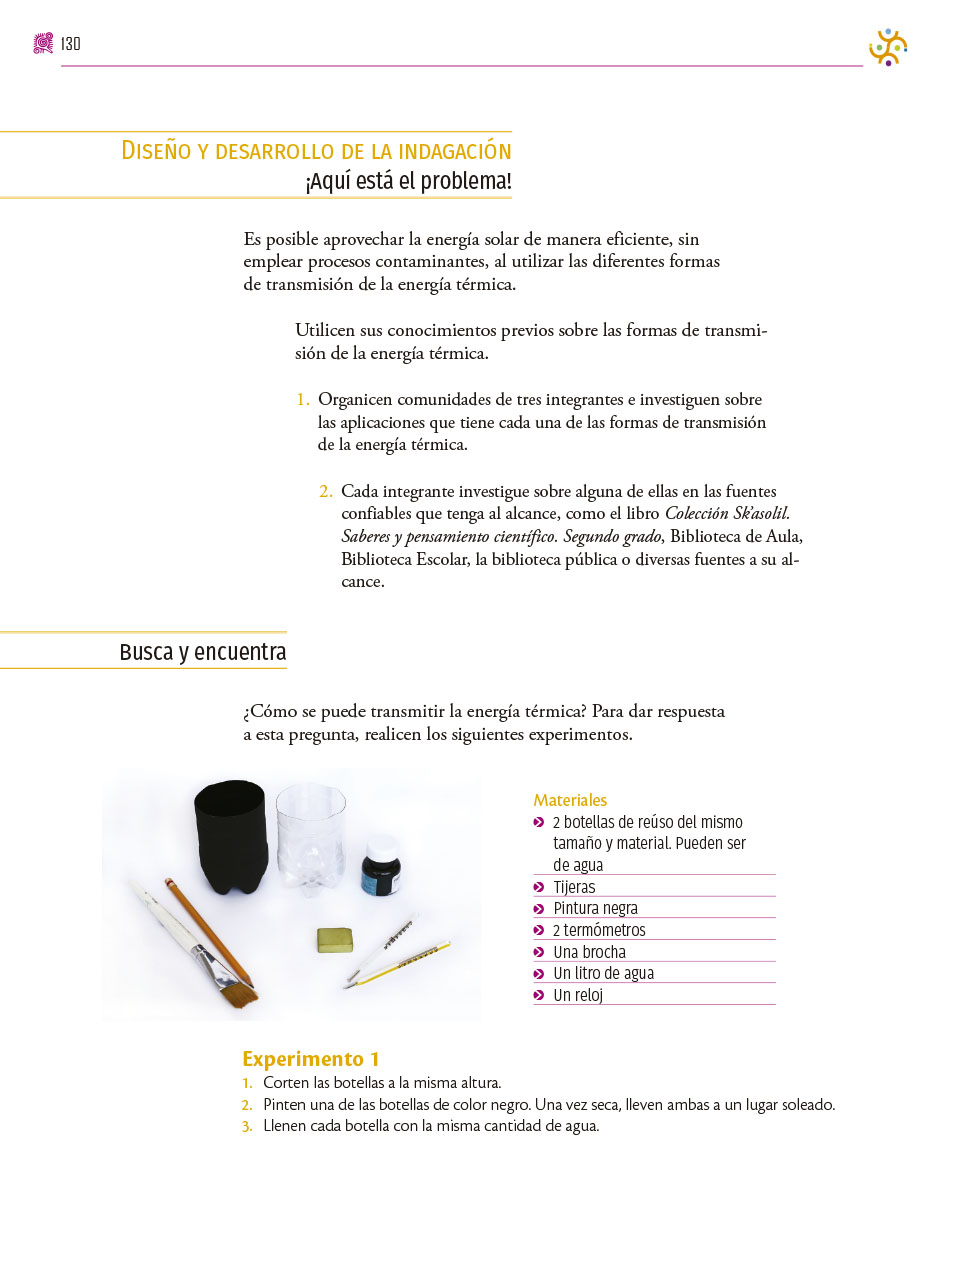 130
Diseño y desarrollo de la indagación
¡Aquí está el problema!
Es posible aprovechar la energía solar de manera eficiente, sin
emplear procesos contaminantes, al utilizar las diferentes formas
de transmisión de la energía térmica.
Utilicen sus conocimientos previos sobre las formas de transmi-
sión de la energía térmica.
1. Organicen comunidades de tres integrantes e investiguen sobre
las aplicaciones que tiene cada una de las formas de transmisión
de la energía térmica.
2. Cada integrante investigue sobre alguna de ellas en las fuentes
confiables que tenga al alcance, como el libro Colección Sk’asolil.
Saberes y pensamiento científico. Segundo grado, Biblioteca de Aula,
Biblioteca Escolar, la biblioteca pública o diversas fuentes a su al-
cance.
Busca y encuentra
¿Cómo se puede transmitir la energía térmica? Para dar respuesta
a esta pregunta, realicen los siguientes experimentos.
Materiales
2 botellas de reúso del mismo
tamaño y material. Pueden ser
de agua
Tijeras
Pintura negra
2 termómetros
Una brocha
Un litro de agua
Un reloj
Experimento 1
1. Corten las botellas a la misma altura.
2. Pinten una de las botellas de color negro. Una vez seca, lleven ambas a un lugar soleado.
3. Llenen cada botella con la misma cantidad de agua.